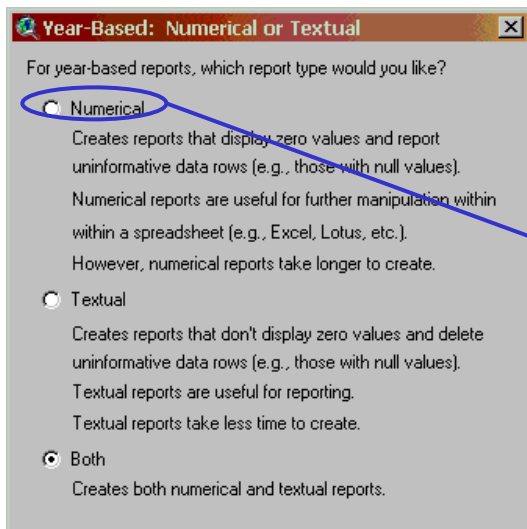 Year-Based: Numerical or Textual
For year-based reports, which report type would you like?
Numerical
Creates reports that display zero values and report
uninformative data rows (e.g., those with null values).
Numerical reports are useful for further manipulation within
within a spreadsheet (e.g., Excel, Lotus, etc.).
However, numerical reports take longer to create.
Textual
Creates reports that don't display zero values and delete
uninformative data rows (e.g., those with null values).
Textual reports are useful for reporting.
Textual reports take less time to create.
Both
Creates both numerical and textual reports.